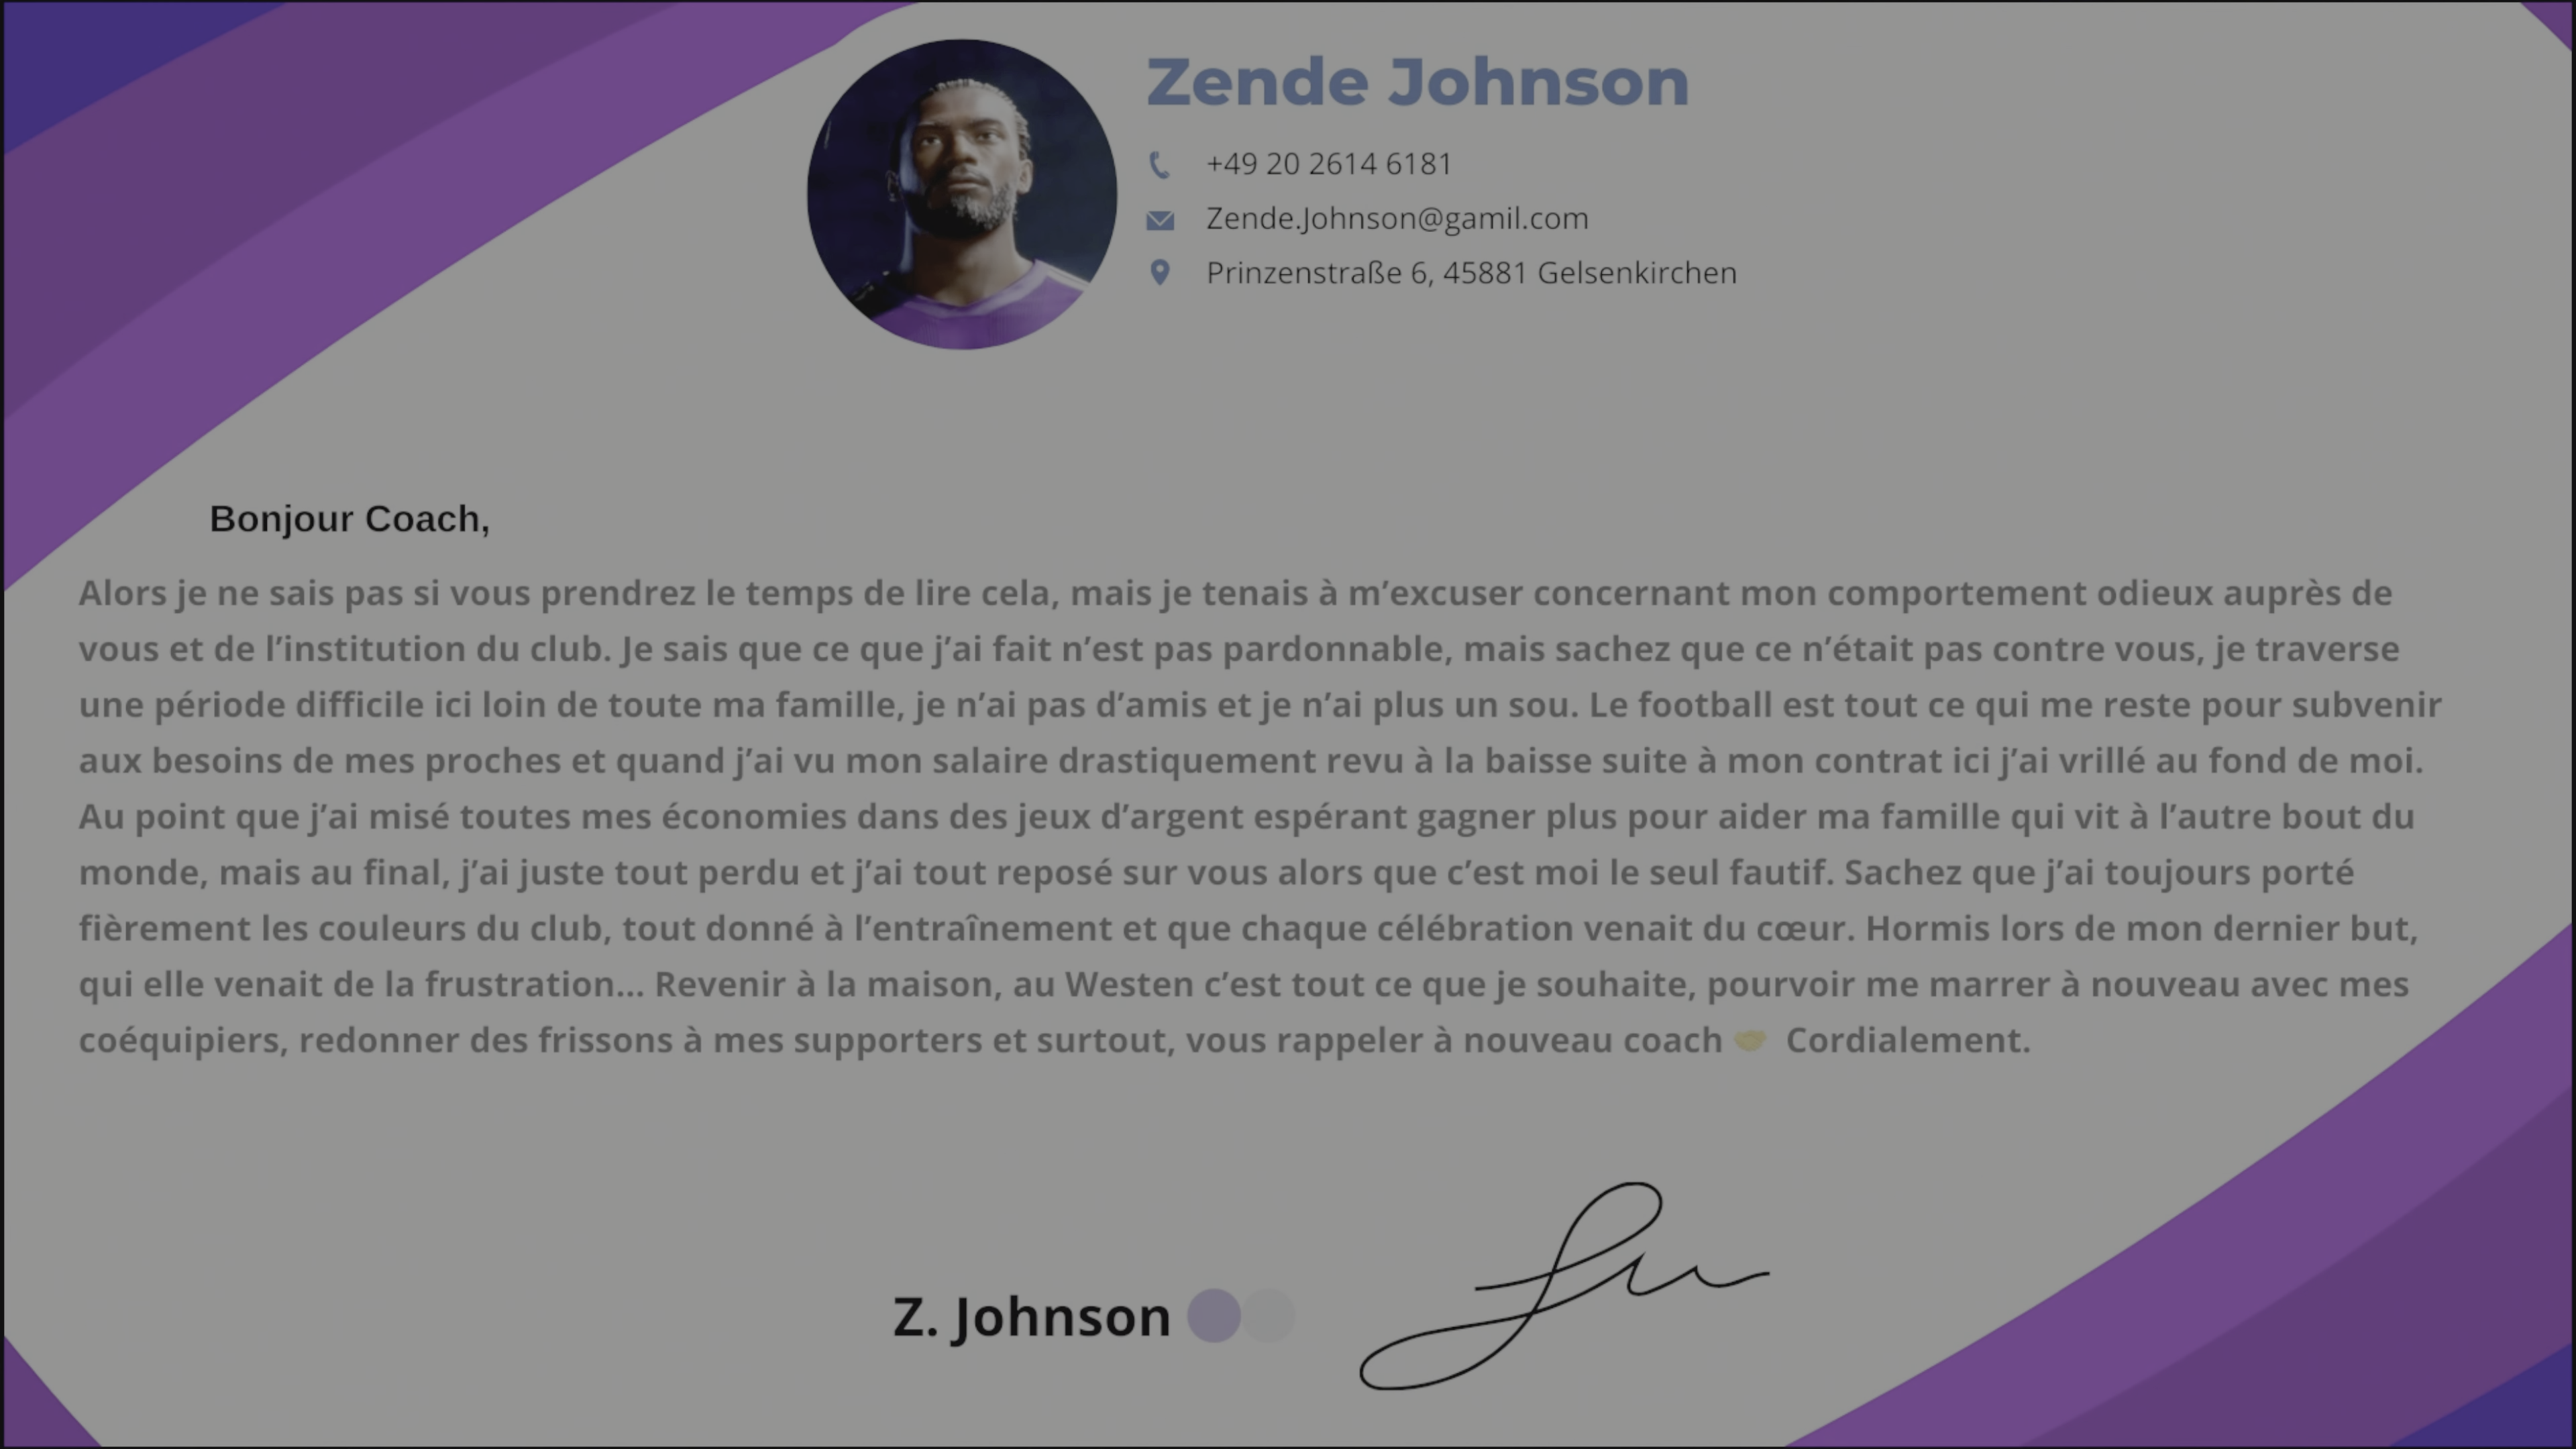 Zende Johnson
+49 20 2614 6181
Zende.Johnson@gamil.com
Prinzenstraße 6, 45881 Gelsenkirchen
Bonjour Coach,
Alors je ne sais pas si vous prendrez le temps de lire cela, mais je tenais à m’excuser concernant mon comportement odieux auprès de
vous et de l’institution du club. Je sais que ce que j’ai fait n’est pas pardonnable, mais sachez que ce n’était pas contre vous, je traverse
une période difficile ici loin de toute ma famille, je n’ai pas d’amis et je n’ai plus un sou. Le football est tout ce qui me reste pour subvenir
aux besoins de mes proches et quand j’ai vu mon salaire drastiquement revu à la baisse suite à mon contrat ici j’ai vrillé au fond de moi.
Au point que j’ai misé toutes mes économies dans des jeux d’argent espérant gagner plus pour aider ma famille qui vit à l’autre bout du
monde, mais au final, j’ai juste tout perdu et j’ai tout reposé sur vous alors que c’est moi le seul fautif. Sachez que j’ai toujours porté
fièrement les couleurs du club, tout donné à l’entraînement et que chaque célébration venait du cœur. Hormis lors de mon dernier but,
qui elle venait de la frustration... Revenir à la maison, au Westen c’est tout ce que je souhaite, pourvoir me marrer à nouveau avec mes
coéquipiers, redonner des frissons à mes supporters et surtout, vous rappeler à nouveau coach 🤝 Cordialement.
Z. Johnson